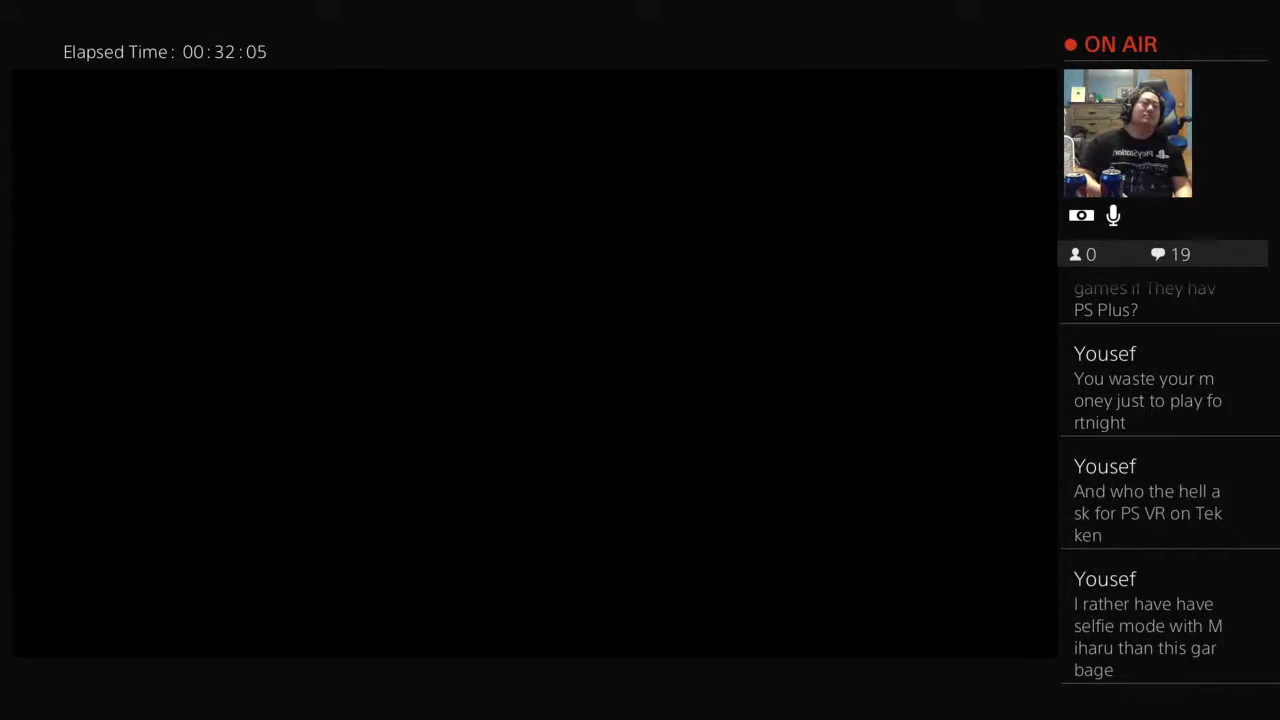 Elapsed Time: 00:32:05
ON AIR
PlayStation
0 19
games if They hav
PS Plus?
Yousef
You waste your m
oney just to play fo
rtnight
Yousef
And who the hell a
sk for PS VR on Tek
ken
Yousef
I rather have have
selfie mode with M
iharu than this gar
bage